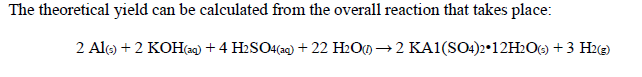 The theoretical yield can be calculated from the overall reaction that takes place:
2 Al(s) + 2 KOH(aq) + 4 H2SO4(aq) + 22 H2O(l) → 2 KA1(SO4)2•12H2O(s) + 3 H2(g)